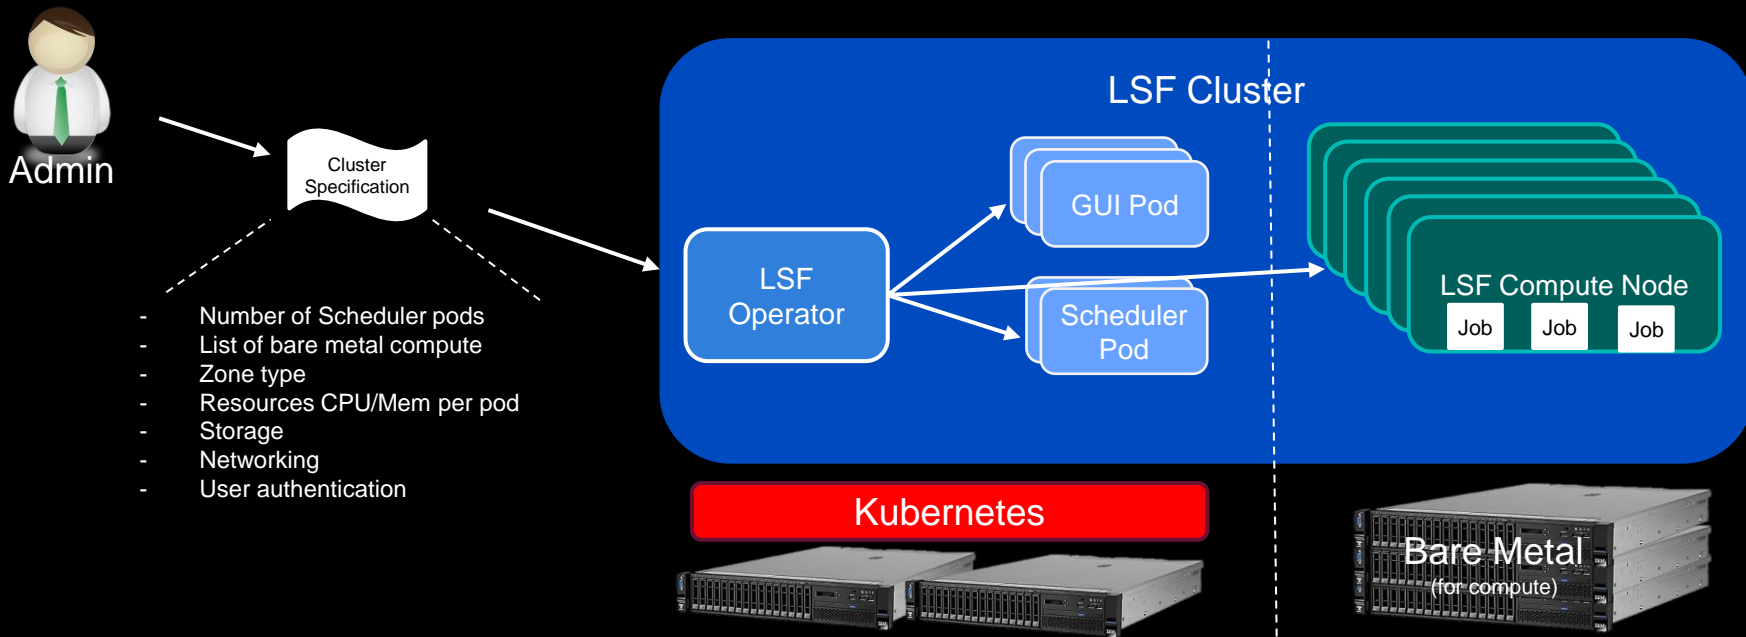 Admin
Cluster
Specification
- Number of Scheduler pods
- List of bare metal compute
- Zone type
- Resources CPU/Mem per pod
- Storage
- Networking
- User authentication
LSF Cluster
LSF
Operator
GUI Pod
Scheduler
Pod
LSF Compute Node
Job Job Job
Kubernetes
Bare Metal
(for compute)